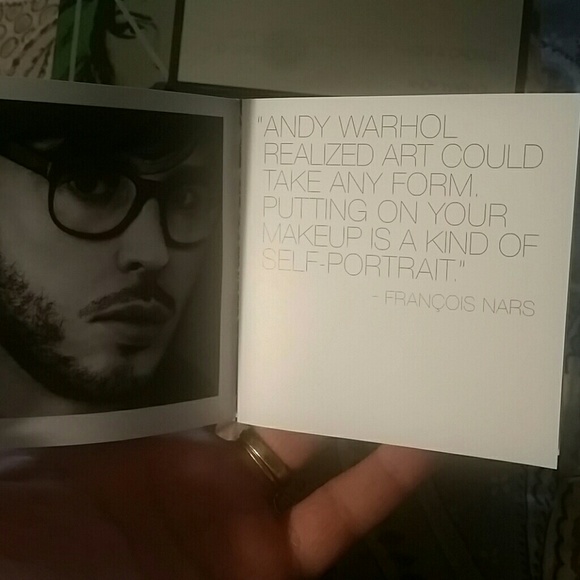 "ANDY WARHOL
REALIZED ART COULD
TAKE ANY FORM.
PUTTING ON YOUR
MAKEUP IS A KIND OF
SELF-PORTRAIT."
- FRANÇOIS NARS